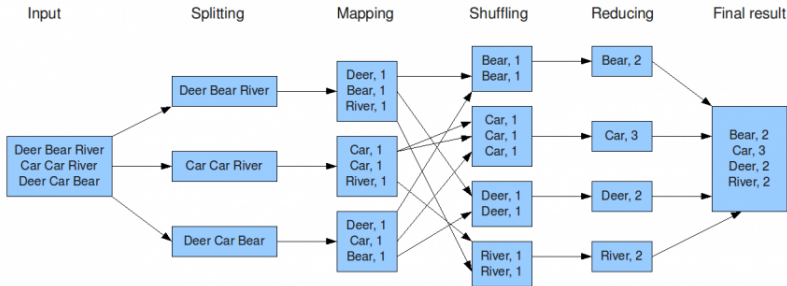 Input
Splitting
Mapping
Shuffling
Reducing
Final result
Deer Bear River
Car Car River
Deer Car Bear
Deer Bear River
Car Car River
Deer Car Bear
Deer, 1
Bear, 1
River, 1
Car, 1
Car, 1
River, 1
Deer, 1
Car, 1
Bear, 1
Bear, 1
Bear, 1
Car, 1
Car, 1
Car, 1
Deer, 1
Deer, 1
River, 1
River, 1
Bear, 2
Car, 3
Deer, 2
River, 2
Bear, 2
Car, 3
Deer, 2
River, 2